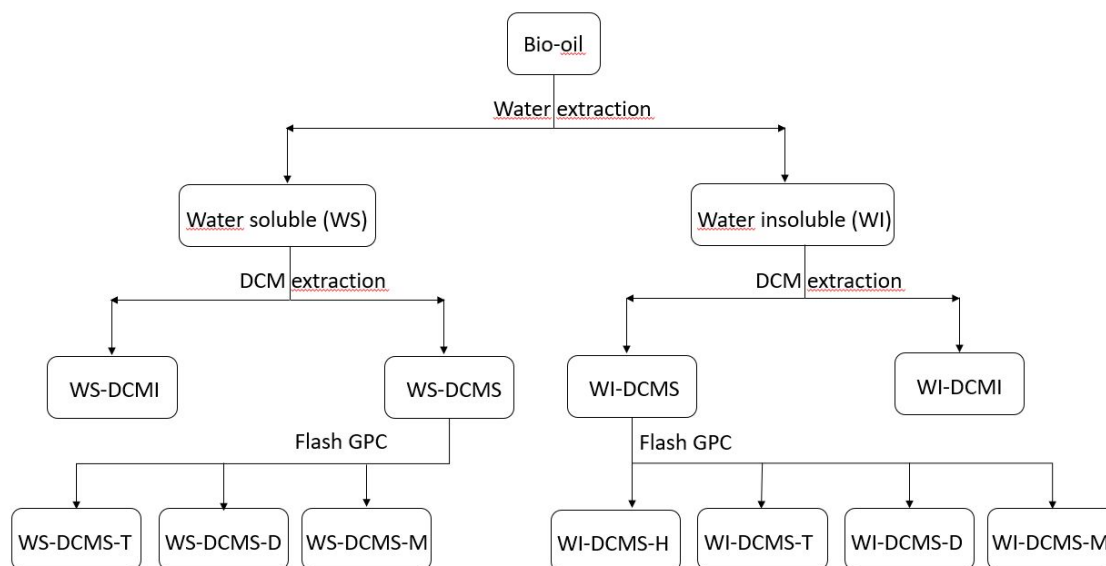 Bio-oil
Water extraction
Water soluble (WS)
Water insoluble (WI)
DCM extraction
DCM extraction
WS-DCMI
WS-DCMS
WI-DCMS
WI-DCMI
Flash GPC
Flash GPC
WS-DCMS-T
WS-DCMS-D
WS-DCMS-M
WI-DCMS-H
WI-DCMS-T
WI-DCMS-D
WI-DCMS-M